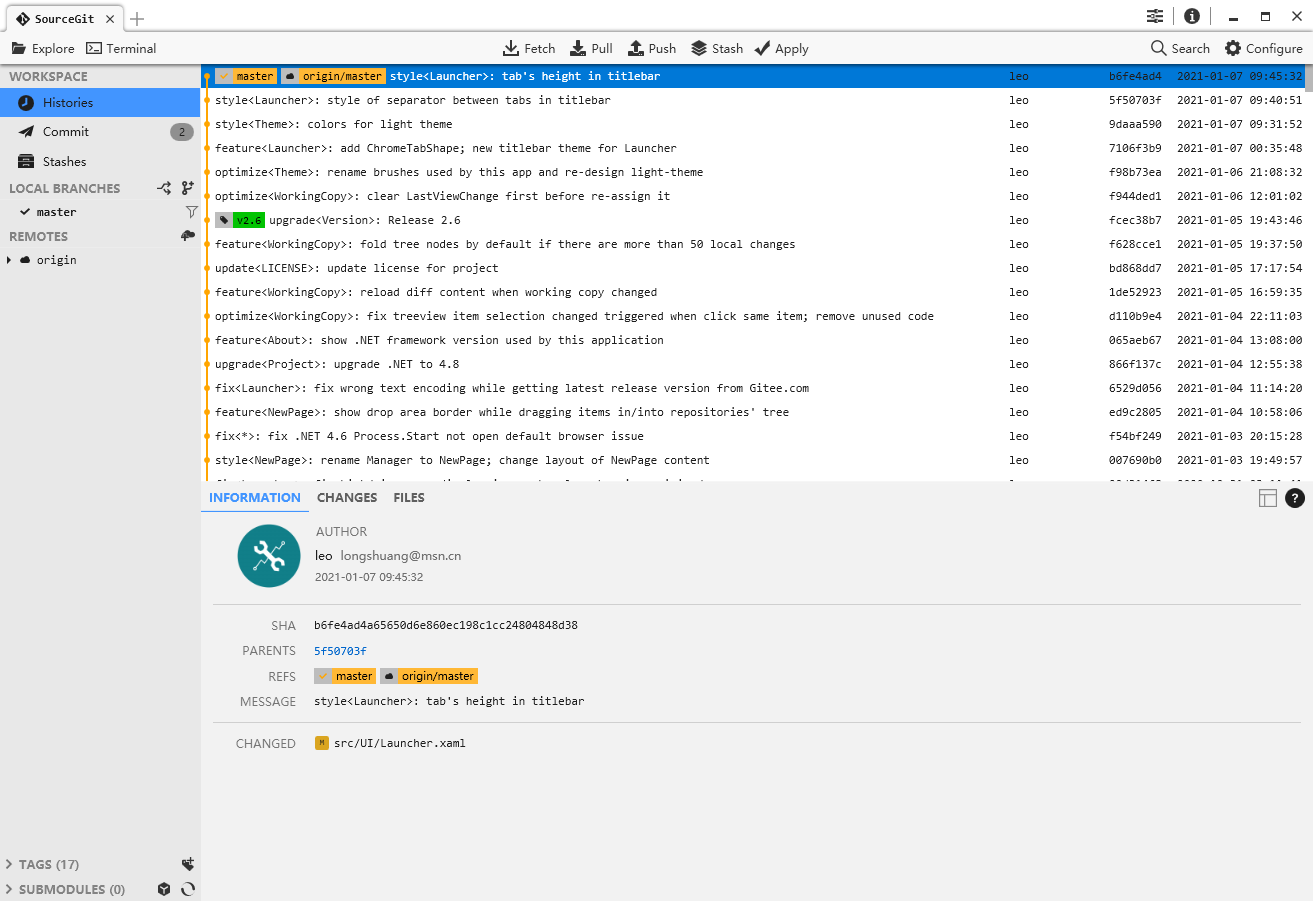 SourceGit
Explore Terminal Fetch Pull Push Stash Apply Search Configure
WORKSPACE
Histories
Commit 2
Stashes
LOCAL BRANCHES
master
REMOTES
origin
TAGS (17)
SUBMODULES (0)
master origin/master style<Launcher>: tab's height in titlebar leo b6fe4ad4 2021-01-07 09:45:32
style<Launcher>: style of separator between tabs in titlebar leo 5f50703f 2021-01-07 09:40:51
style<Theme>: colors for light theme leo 9daaa590 2021-01-07 09:31:52
feature<Launcher>: add ChromeTabShape; new titlebar theme for Launcher leo 7106f3b9 2021-01-07 00:35:48
optimize<Theme>: rename brushes used by this app and re-design light-theme leo f98b73ea 2021-01-06 21:08:32
optimize<WorkingCopy>: clear LastViewChange first before re-assign it leo f944ded1 2021-01-06 12:01:02
v2.6 upgrade<Version>: Release 2.6 leo fcec38b7 2021-01-05 19:43:46
feature<WorkingCopy>: fold tree nodes by default if there are more than 50 local changes leo f628cce1 2021-01-05 19:37:50
update<LICENSE>: update license for project leo bd868dd7 2021-01-05 17:17:54
feature<WorkingCopy>: reload diff content when working copy changed leo 1de52923 2021-01-05 16:59:35
optimize<WorkingCopy>: fix treeview item selection changed triggered when click same item; remove unused code leo d110b9e4 2021-01-04 22:11:03
feature<About>: show .NET framework version used by this application leo 065aeb67 2021-01-04 13:08:00
upgrade<Project>: upgrade .NET to 4.8 leo 866f137c 2021-01-04 12:55:38
fix<Launcher>: fix wrong text encoding while getting latest release version from Gitee.com leo 6529d056 2021-01-04 11:14:20
feature<NewPage>: show drop area border while dragging items in/into repositories' tree leo ed9c2805 2021-01-04 10:58:06
fix<*>: fix .NET 4.6 Process.Start not open default browser issue leo f54bf249 2021-01-03 20:15:28
style<NewPage>: rename Manager to NewPage; change layout of NewPage content leo 007690b0 2021-01-03 19:49:57
INFORMATION CHANGES FILES
AUTHOR
leo longshuang@msn.cn
2021-01-07 09:45:32
SHA b6fe4ad4a65650d6e860ec198c1cc24804848d38
PARENTS 5f50703f
REFS master origin/master
MESSAGE style<Launcher>: tab's height in titlebar
CHANGED M src/UI/Launcher.xaml